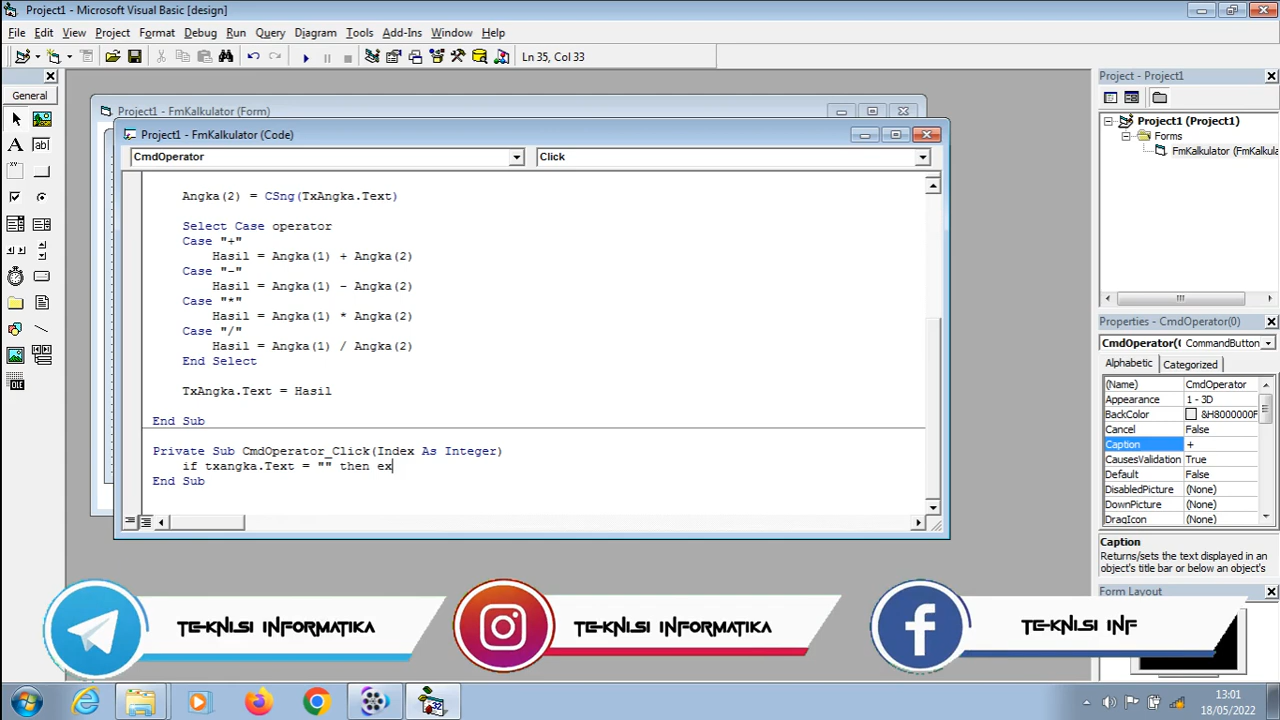 Project1 - Microsoft Visual Basic [design]
File Edit View Project Format Debug Run Query Diagram Tools Add-Ins Window Help
Ln 35, Col 33
General
Project1 - FmKalkulator (Form)
Project1 - FmKalkulator (Code)
CmdOperator Click
Angka(2) = CSng(TxAngka.Text)
Select Case operator
Case "+"
Hasil = Angka(1) + Angka(2)
Case "-"
Hasil = Angka(1) - Angka(2)
Case "*"
Hasil = Angka(1) * Angka(2)
Case "/"
Hasil = Angka(1) / Angka(2)
End Select
TxAngka.Text = Hasil
End Sub
Private Sub CmdOperator_Click(Index As Integer)
if txangka.Text = "" then ex
End Sub
Project - Project1
Project1 (Project1)
Forms
FmKalkulator (FmKalkula
Properties - CmdOperator(0)
CmdOperator( CommandButton
Alphabetic Categorized
(Name) CmdOperator
Appearance 1 - 3D
BackColor &H8000000F
Cancel False
Caption +
CausesValidation True
Default False
DisabledPicture (None)
DownPicture (None)
DragIcon (None)
Caption
Returns/sets the text displayed in
an object's title bar or below an object's
Form Layout
TEKNISI INFORMATIKA
TEKNISI INFORMATIKA
TEKNISI INF
32
13:01
18/05/2022